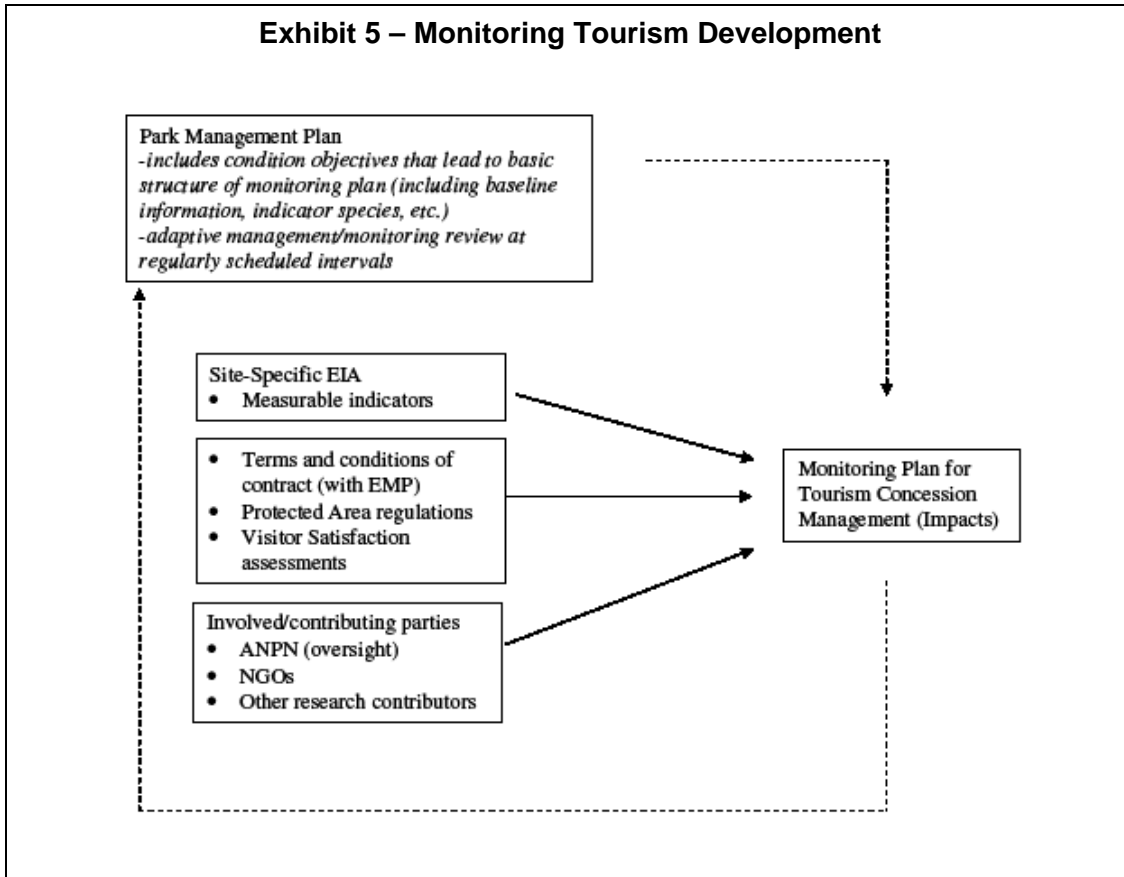 Exhibit 5 – Monitoring Tourism Development
Park Management Plan
-includes condition objectives that lead to basic
structure of monitoring plan (including baseline
information, indicator species, etc.)
-adaptive management/monitoring review at
regularly scheduled intervals
Site-Specific EIA
• Measurable indicators
• Terms and conditions of
contract (with EMP)
• Protected Area regulations
• Visitor Satisfaction
assessments
Involved/contributing parties
• ANPN (oversight)
• NGOs
• Other research contributors
Monitoring Plan for
Tourism Concession
Management (Impacts)